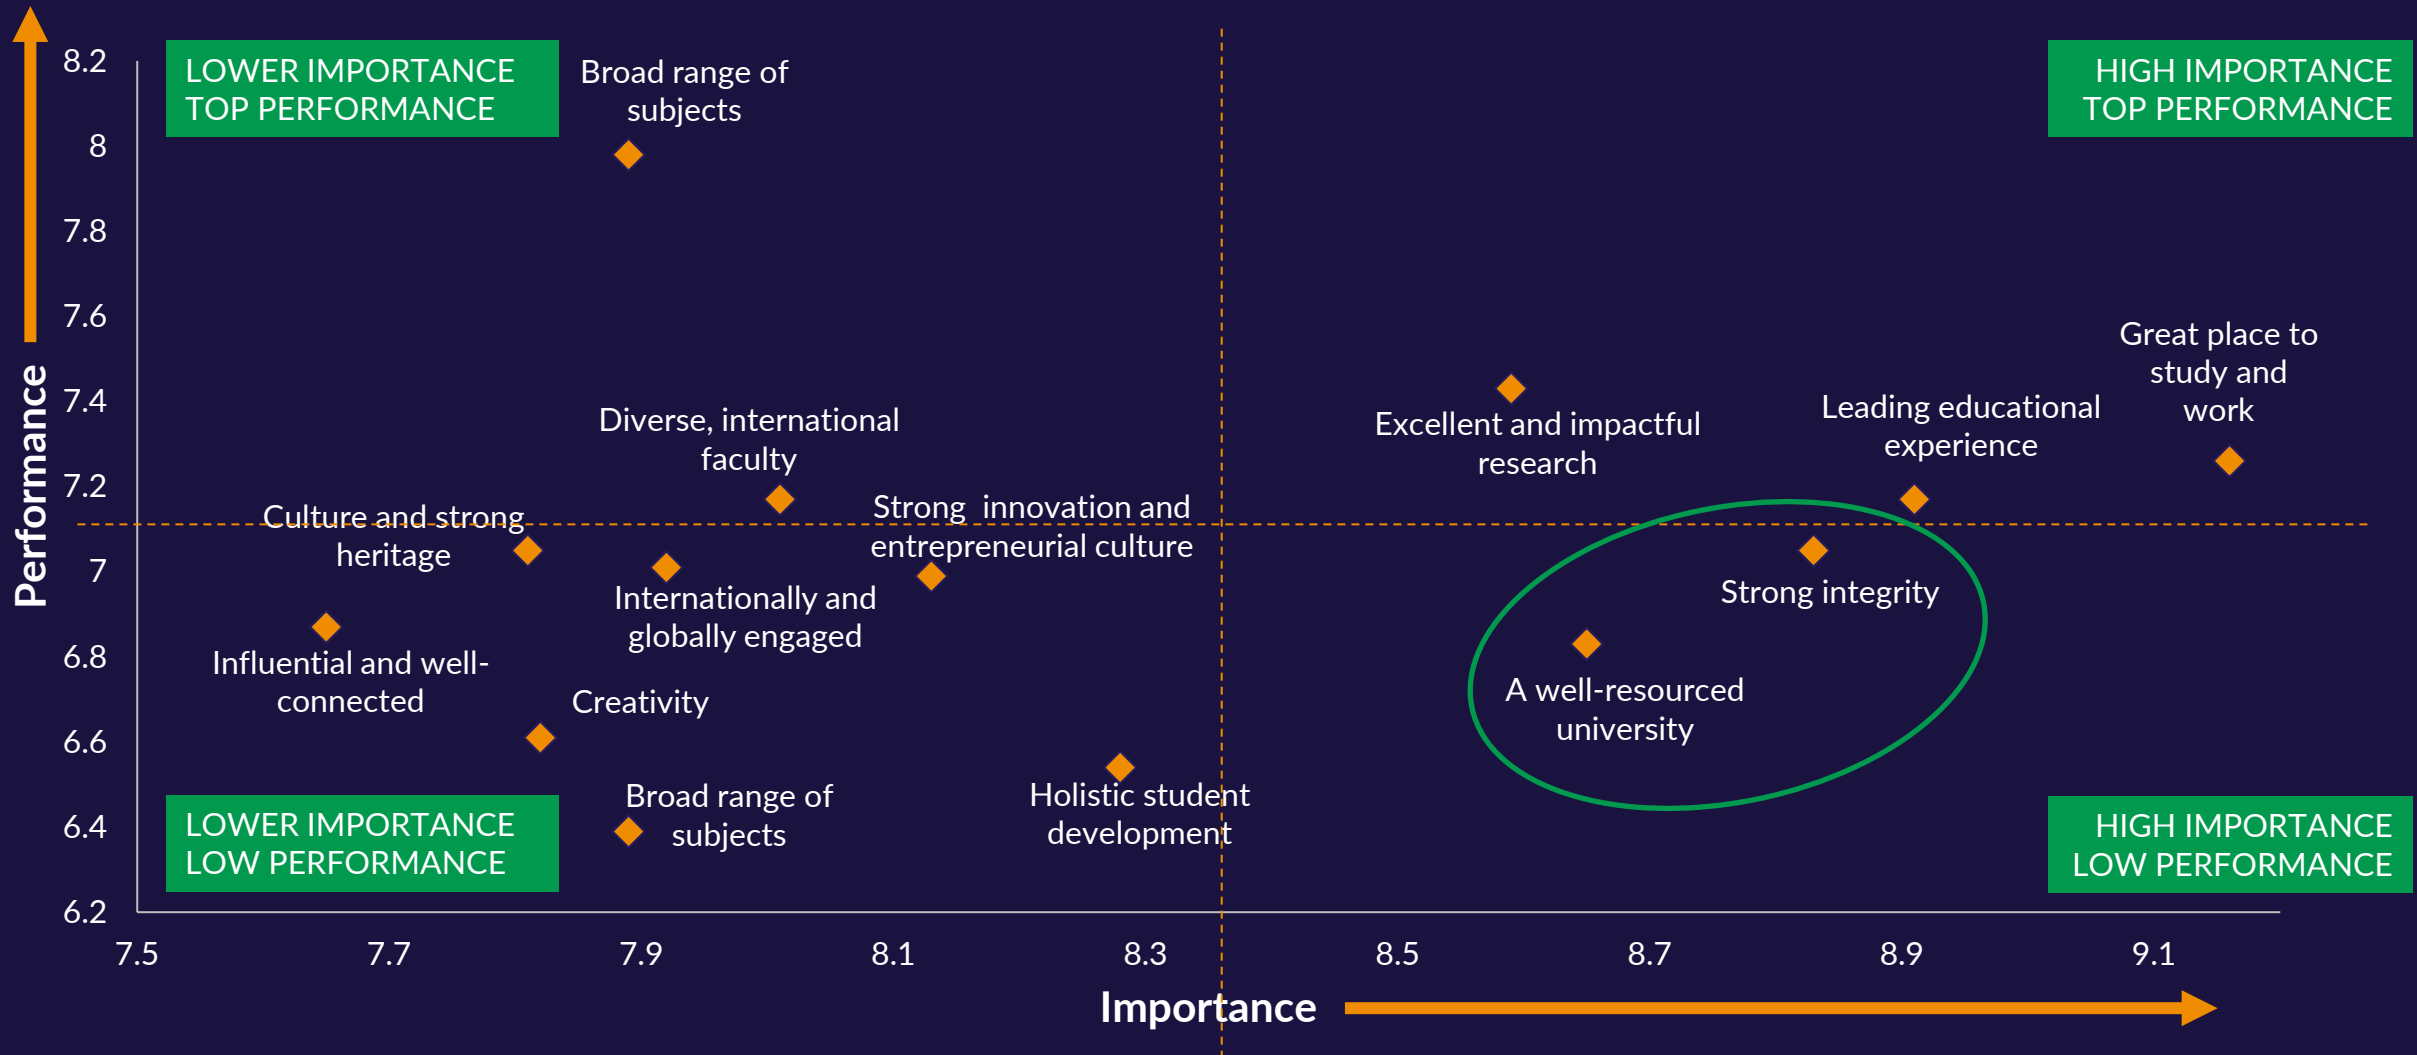 8.2
8
7.8
7.6
7.4
7.2
7
6.8
6.6
6.4
6.2
Performance
LOWER IMPORTANCE
TOP PERFORMANCE
Broad range of
subjects
HIGH IMPORTANCE
TOP PERFORMANCE
Great place to
study and
work
Leading educational
experience
Excellent and impactful
research
Diverse, international
faculty
Strong  innovation and
entrepreneurial culture
Culture and strong
heritage
Internationally and
globally engaged
Strong integrity
Influential and well-
connected
A well-resourced
university
Creativity
Broad range of
subjects
Holistic student
development
LOWER IMPORTANCE
LOW PERFORMANCE
HIGH IMPORTANCE
LOW PERFORMANCE
7.5 7.7 7.9 8.1 8.3 8.5 8.7 8.9 9.1
Importance